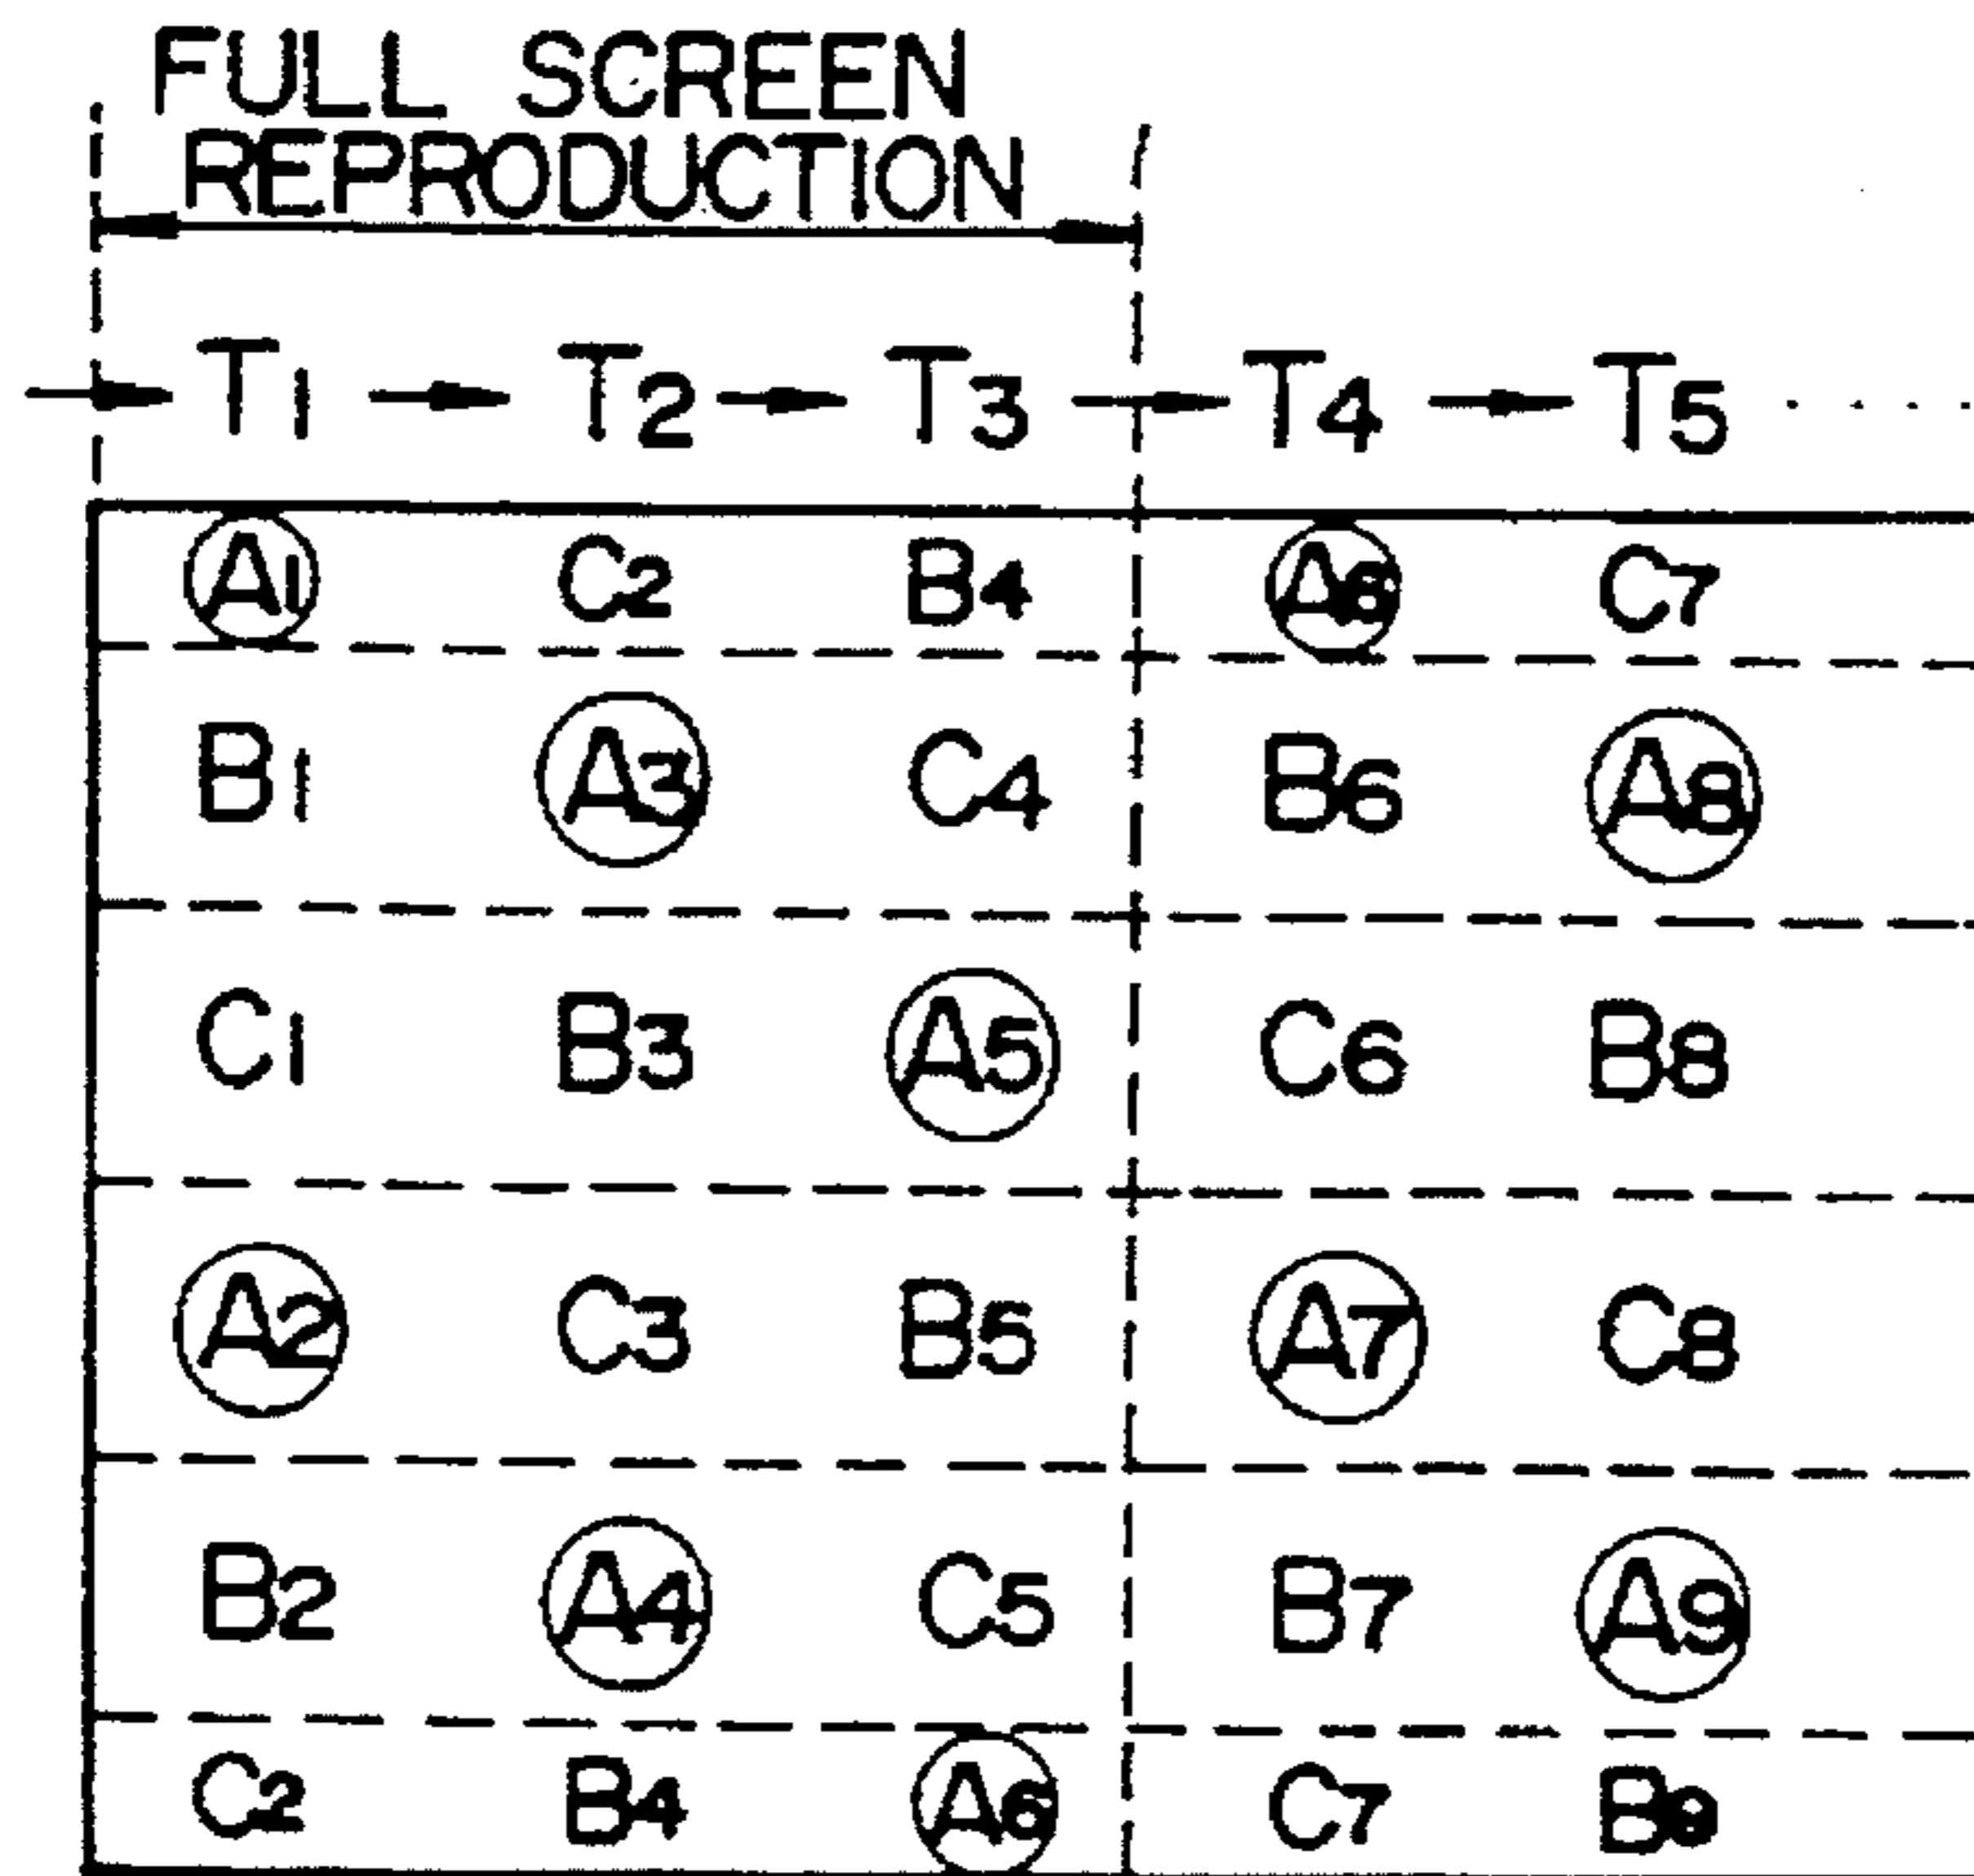 FULL SCREEN
REPRODUCTION
T1 T2 T3 T4 T5 .....
A1 C2 B4 A6 C7
B1 A3 C4 B6 A8
C1 B3 A5 C6 B8
A2 C3 B5 A7 C8
B2 A4 C5 B7 A9
C2 B4 A6 C7 B9